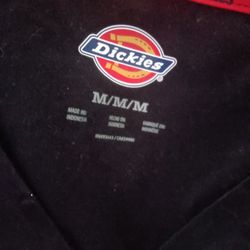 Dickies
M/M/M
MADE IN
INDONESIA
HECHO EN
INDONESIA
FABRIQUÉ EN
INDONÉSIE